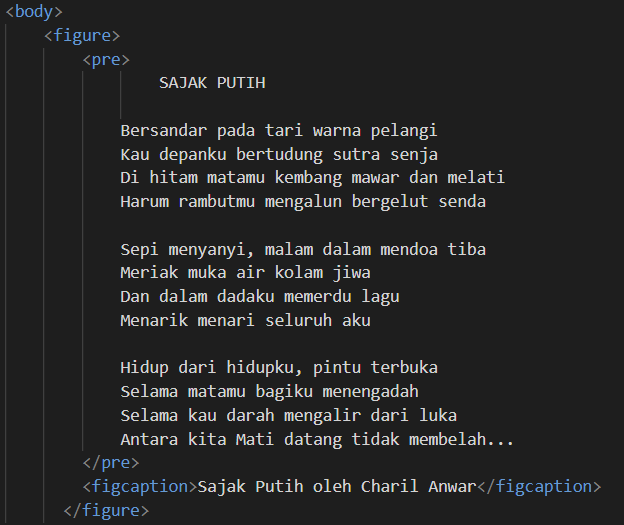 <body>
<figure>
<pre>
SAJAK PUTIH
Bersandar pada tari warna pelangi
Kau depanku bertudung sutra senja
Di hitam matamu kembang mawar dan melati
Harum rambutmu mengalun bergelut senda
Sepi menyanyi, malam dalam mendoa tiba
Meriak muka air kolam jiwa
Dan dalam dadaku memerdu lagu
Menarik menari seluruh aku
Hidup dari hidupku, pintu terbuka
Selama matamu bagiku menengadah
Selama kau darah mengalir dari luka
Antara kita Mati datang tidak membelah...
</pre>
<figcaption>Sajak Putih oleh Charil Anwar</figcaption>
</figure>